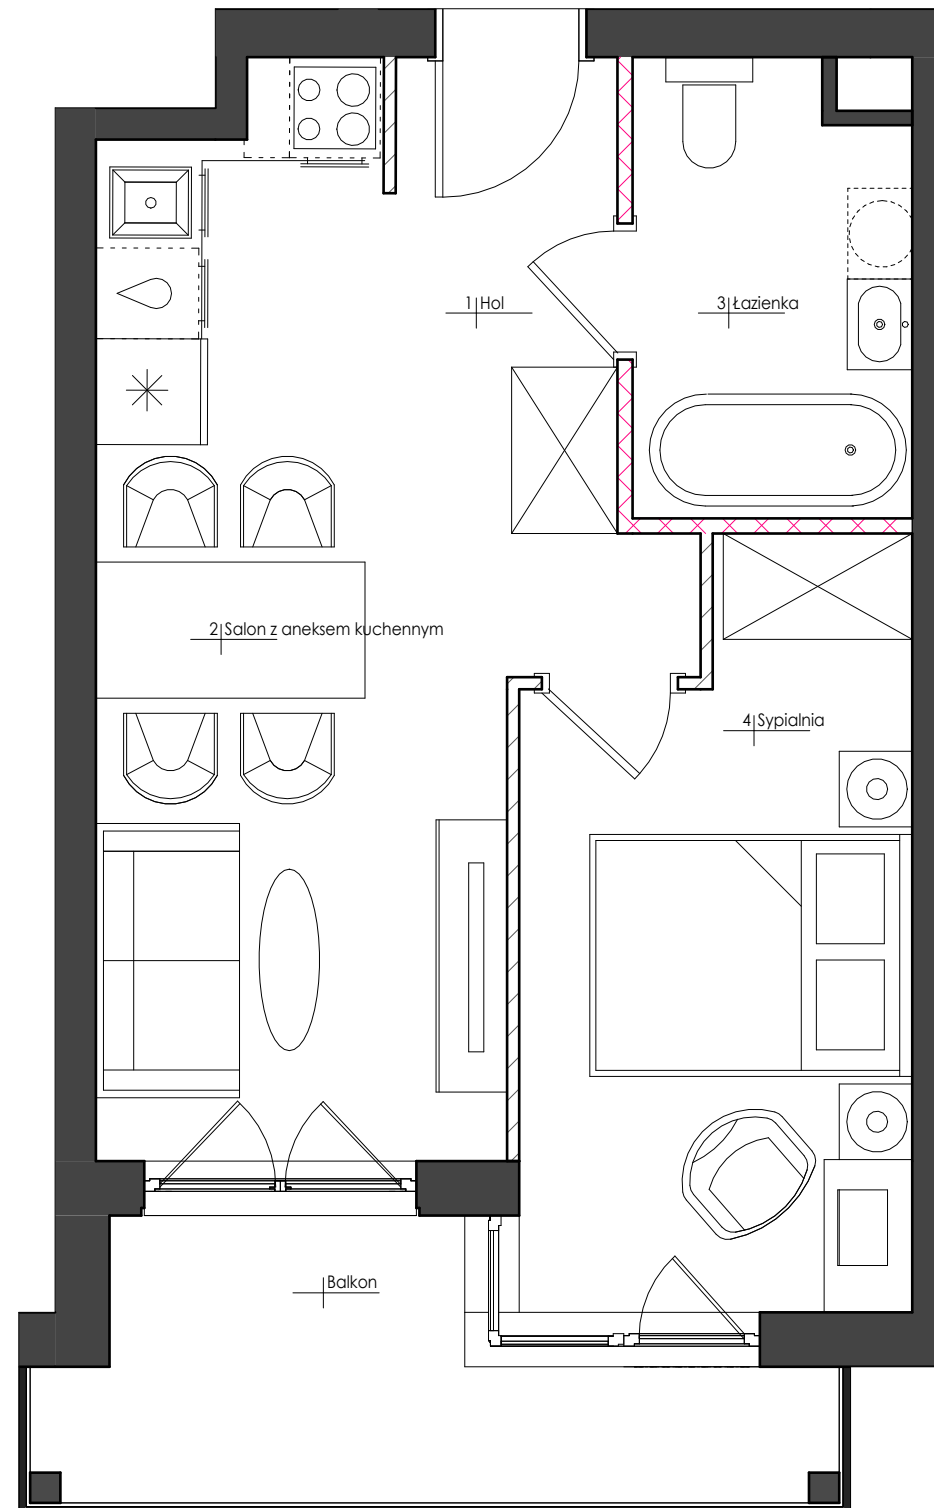 1 Hol
3 Łazienka
2 Salon z aneksem kuchennym
4 Sypialnia
Balkon